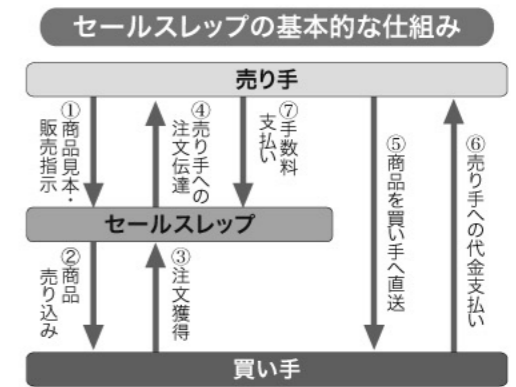 セールスレップの基本的な仕組み
売り手
①商品見本・
販売指示
④売り手への
注文伝達
⑦手数料
支払い
⑤商品を買い手へ直送
⑥売り手への代金支払い
セールスレップ
②商品
売り込み
③注文獲得
買い手